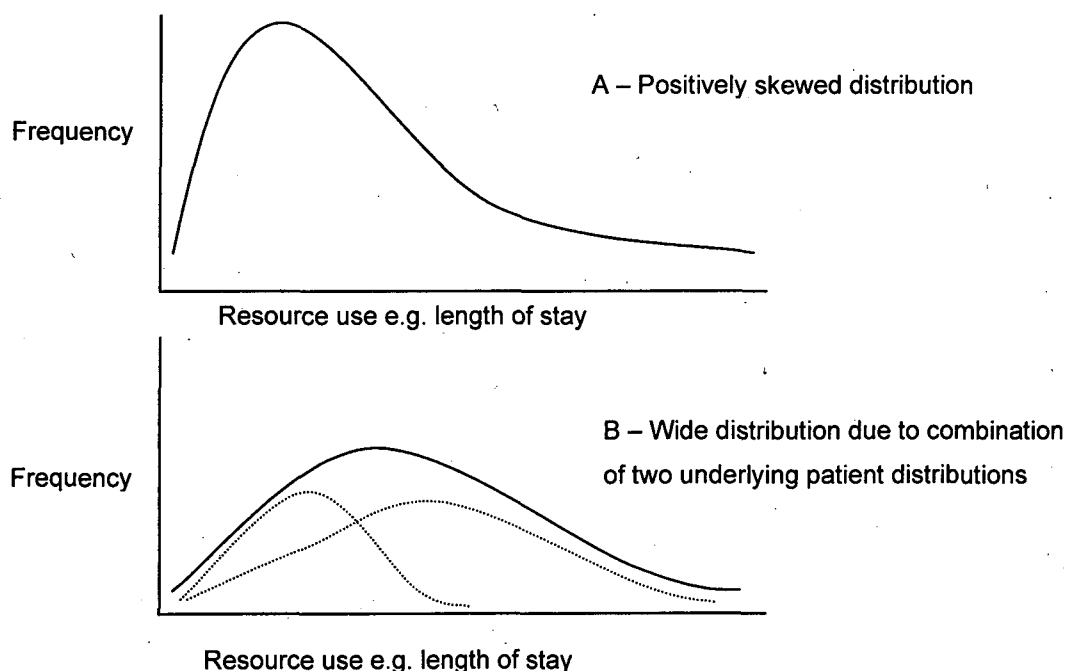 A – Positively skewed distribution
Frequency
Resource use e.g. length of stay
B – Wide distribution due to combination
of two underlying patient distributions
Frequency
Resource use e.g. length of stay